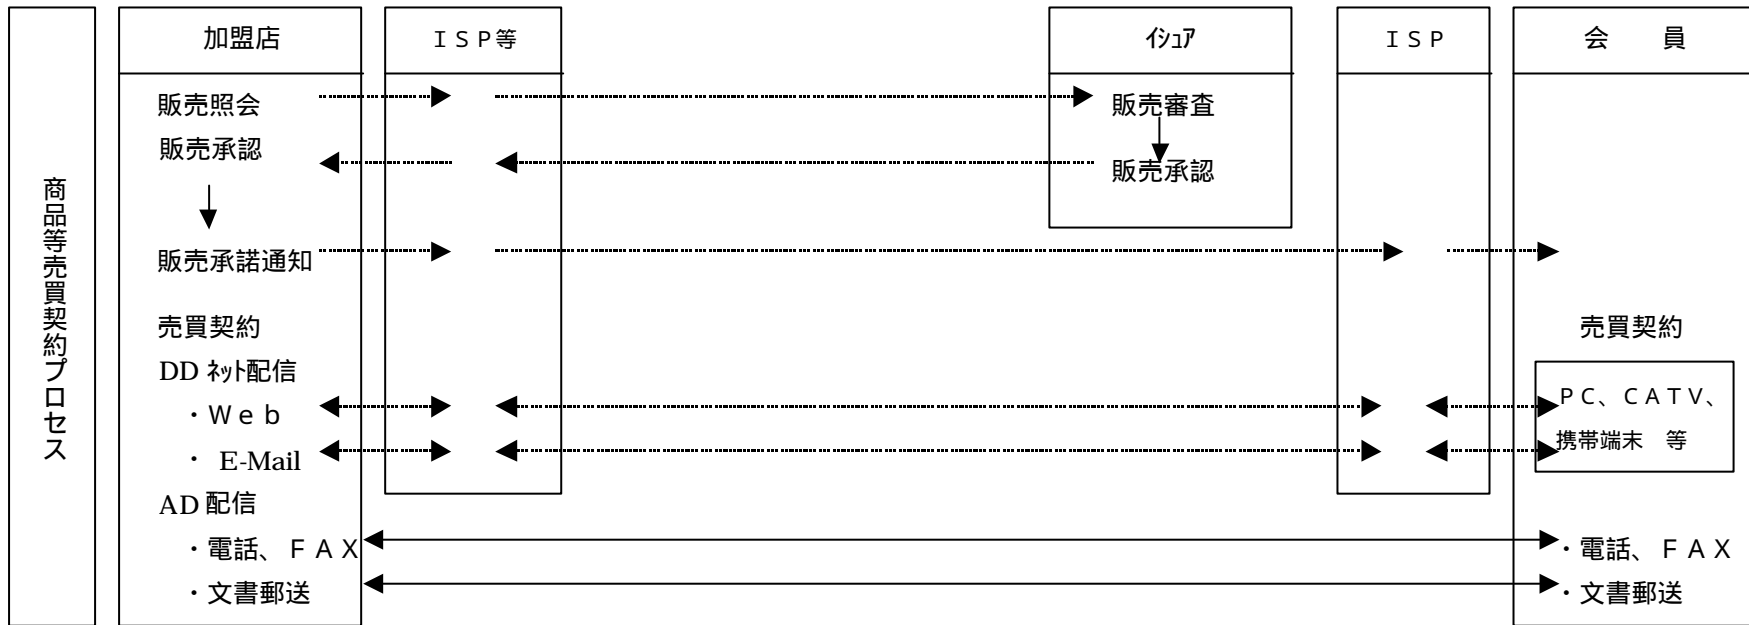 商品等売買契約プロセス
加盟店
ＩＳＰ等
ｲｼｭｱ
ＩＳＰ
会　員
販売照会
販売審査
販売承認
販売承認
販売承諾通知
売買契約
売買契約
DD ﾈｯﾄ配信
・Ｗｅｂ
ＰＣ、ＣＡＴＶ、
・ E-Mail
携帯端末　等
AD 配信
・電話、ＦＡＸ
・電話、ＦＡＸ
・文書郵送
・文書郵送